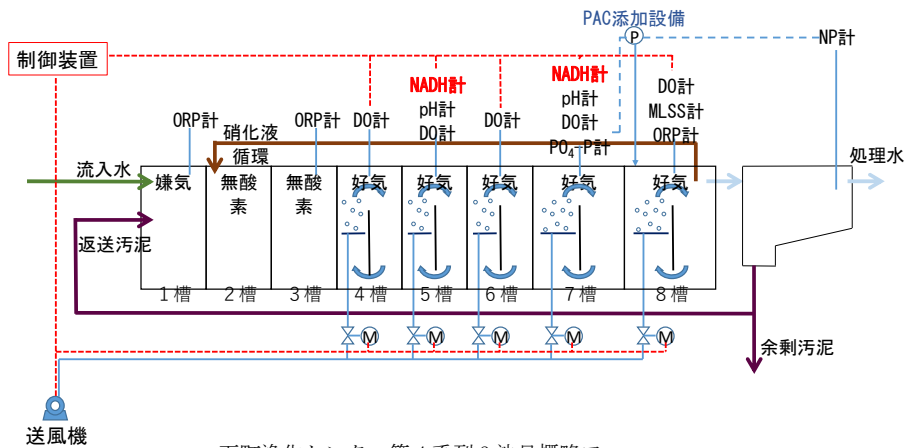 PAC添加設備
P
NP計
制御装置
NADH計
NADH計
DO計
ORP計
ORP計
DO計
pH計
DO計
DO計
pH計
DO計
PO4-P計
MLSS計
ORP計
硝化液
循環
流入水
処理水
嫌気
無酸
素
無酸
素
好気
好気
好気
好気
好気
返送汚泥
1槽
2槽
3槽
4槽
5槽
6槽
7槽
8槽
M
M
M
M
M
余剰汚泥
送風機